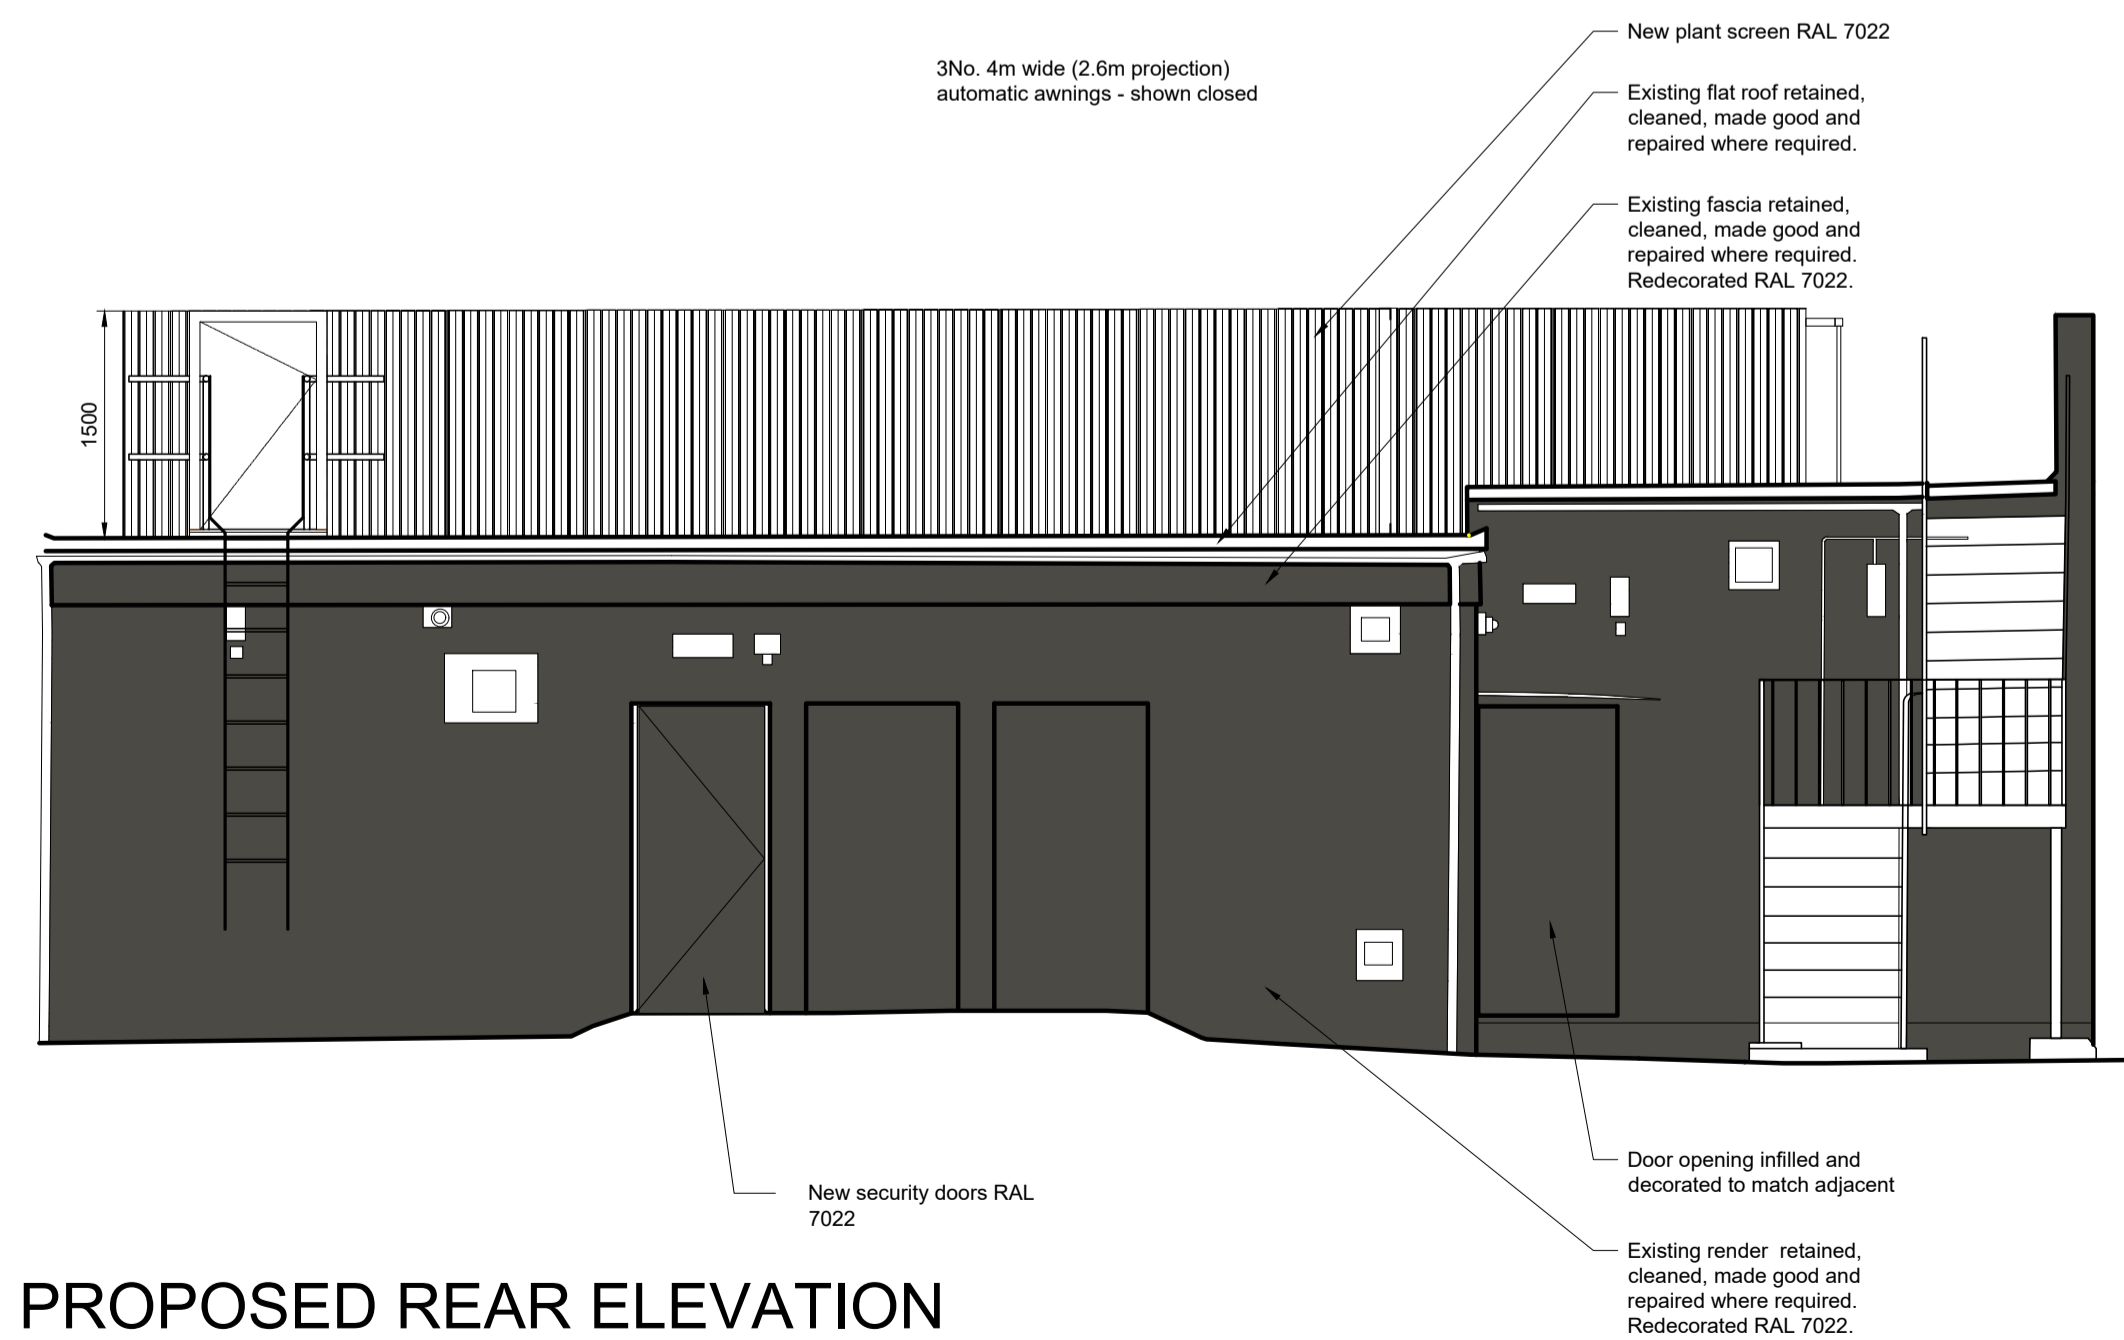 New plant screen RAL 7022
3No. 4m wide (2.6m projection)
automatic awnings - shown closed
Existing flat roof retained,
cleaned, made good and
repaired where required.
Existing fascia retained,
cleaned, made good and
repaired where required.
Redecorated RAL 7022.
1500
Door opening infilled and
decorated to match adjacent
New security doors RAL
7022
Existing render retained,
cleaned, made good and
repaired where required.
Redecorated RAL 7022.
PROPOSED REAR ELEVATION